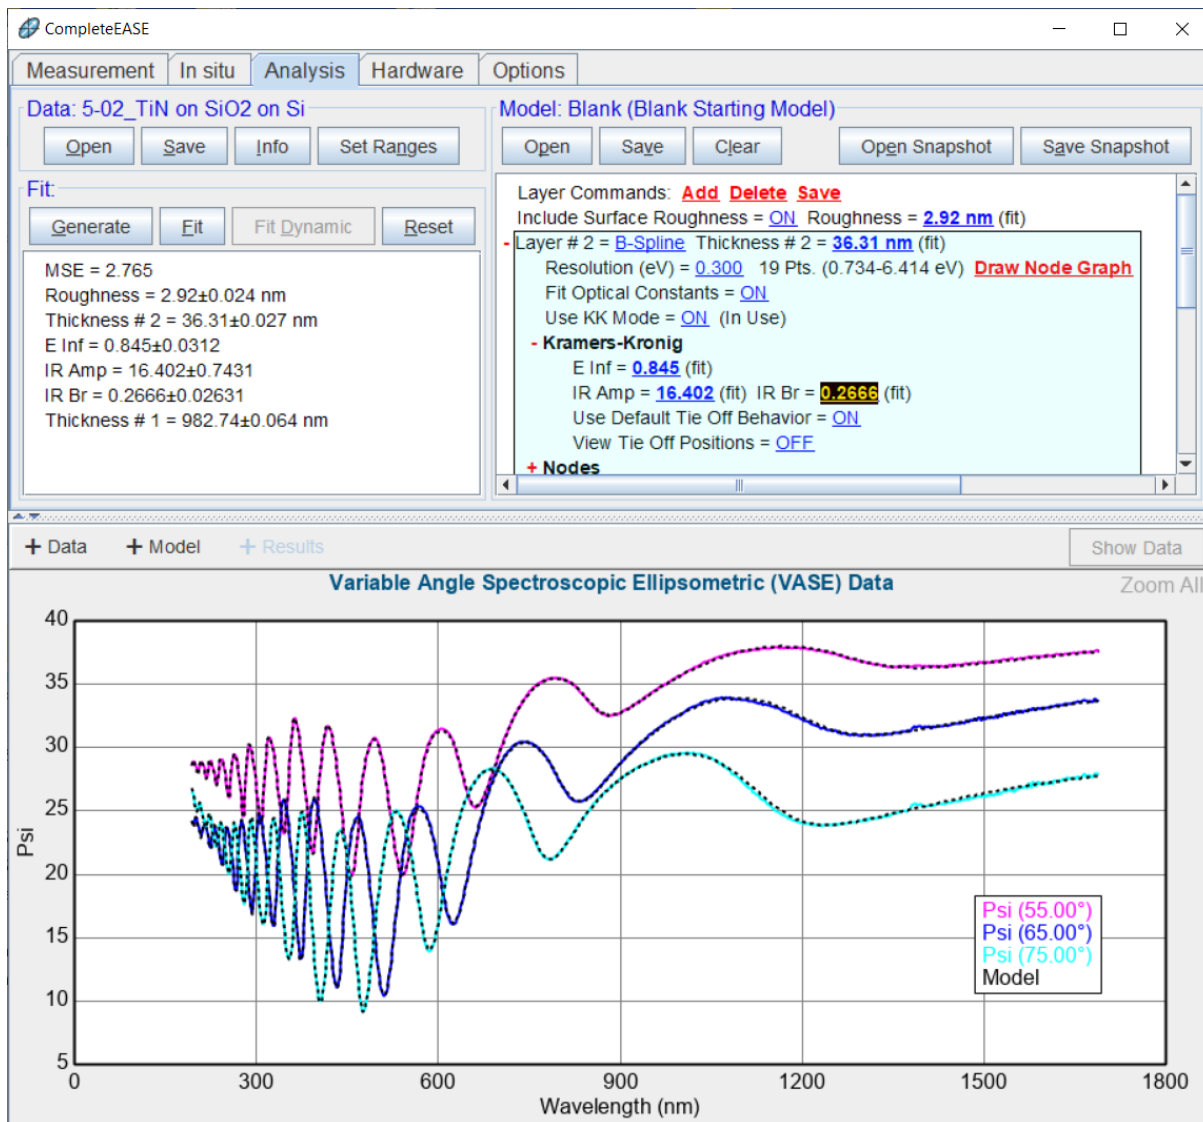 CompleteEASE
Measurement In situ Analysis Hardware Options
Data: 5-02_TiN on SiO2 on Si
Open Save Info Set Ranges
Fit:
Generate Fit Fit Dynamic Reset
MSE = 2.765
Roughness = 2.92±0.024 nm
Thickness # 2 = 36.31±0.027 nm
E Inf = 0.845±0.0312
IR Amp = 16.402±0.7431
IR Br = 0.2666±0.02631
Thickness # 1 = 982.74±0.064 nm
Model: Blank (Blank Starting Model)
Open Save Clear Open Snapshot Save Snapshot
Layer Commands: Add Delete Save
Include Surface Roughness = ON Roughness = 2.92 nm (fit)
- Layer # 2 = B-Spline Thickness # 2 = 36.31 nm (fit)
Resolution (eV) = 0.300 19 Pts. (0.734-6.414 eV) Draw Node Graph
Fit Optical Constants = ON
Use KK Mode = ON (In Use)
- Kramers-Kronig
E Inf = 0.845 (fit)
IR Amp = 16.402 (fit) IR Br = 0.2666 (fit)
Use Default Tie Off Behavior = ON
View Tie Off Positions = OFF
+ Nodes
+ Data + Model + Results Show Data
Variable Angle Spectroscopic Ellipsometric (VASE) Data
Zoom All
40
35
30
25
20
15
10
5
Psi
Psi (55.00°)
Psi (65.00°)
Psi (75.00°)
Model
0 300 600 900 1200 1500 1800
Wavelength (nm)